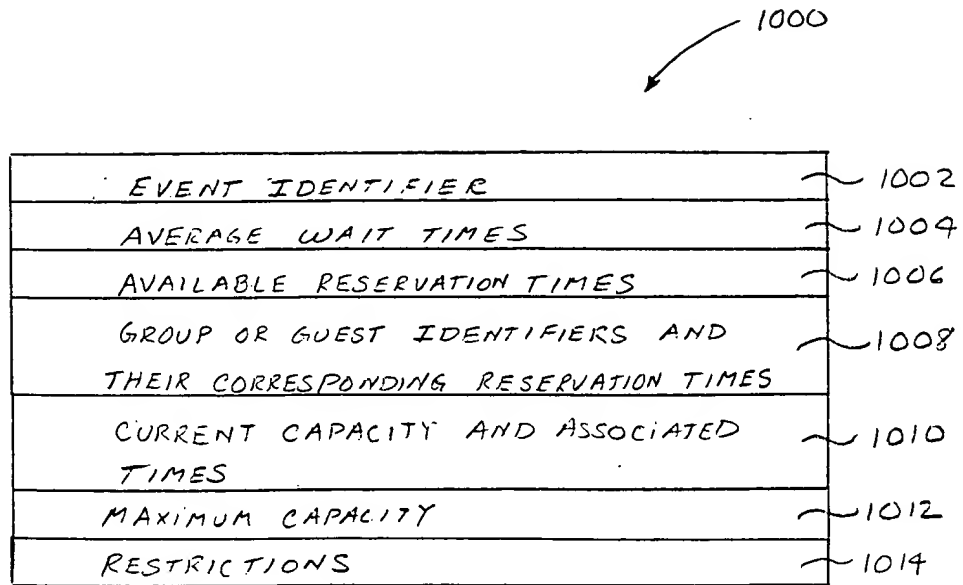 1000
EVENT IDENTIFIER 1002
AVERAGE WAIT TIMES 1004
AVAILABLE RESERVATION TIMES 1006
GROUP OR GUEST IDENTIFIERS AND
THEIR CORRESPONDING RESERVATION TIMES 1008
CURRENT CAPACITY AND ASSOCIATED
TIMES 1010
MAXIMUM CAPACITY 1012
RESTRICTIONS 1014